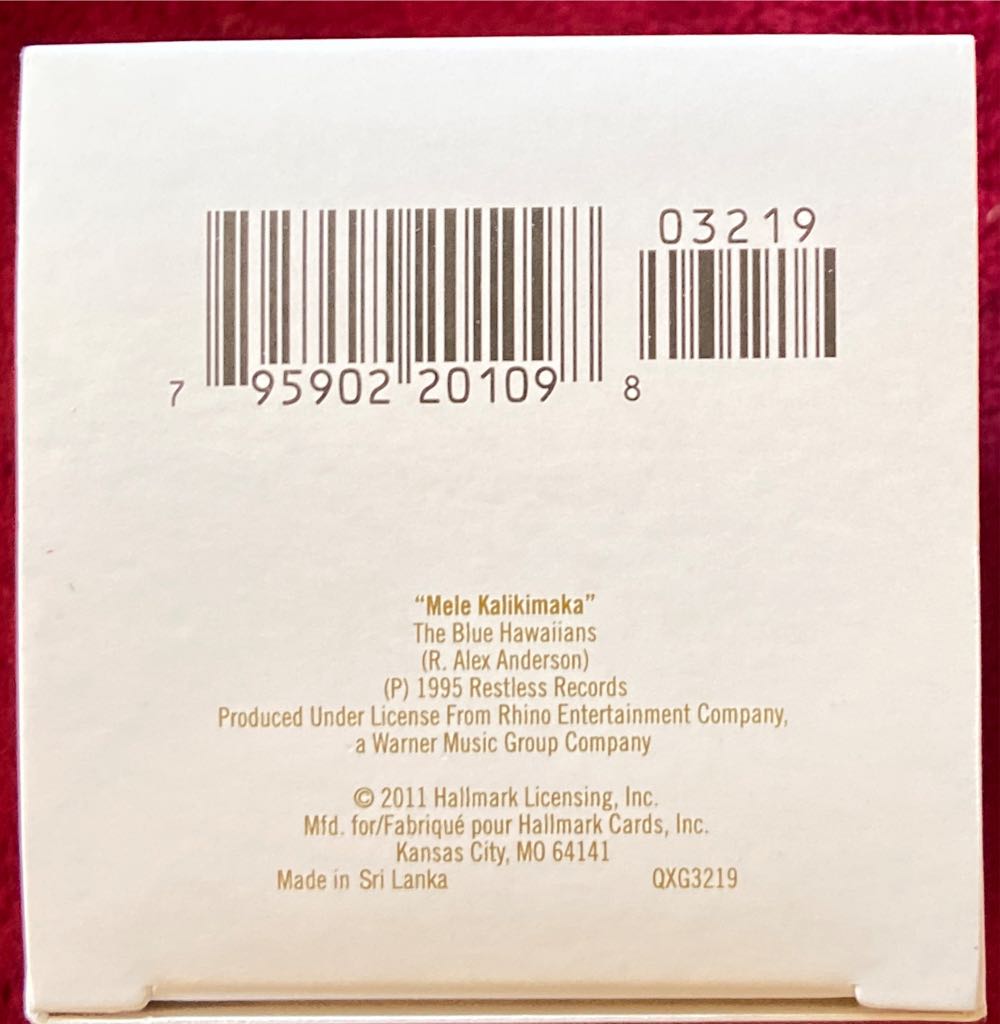 03219
7 95902 20109 8
“Mele Kalikimaka”
The Blue Hawaiians
(R. Alex Anderson)
(P) 1995 Restless Records
Produced Under License From Rhino Entertainment Company,
a Warner Music Group Company
© 2011 Hallmark Licensing, Inc.
Mfd. for/Fabriqué pour Hallmark Cards, Inc.
Kansas City, MO 64141
Made in Sri Lanka QXG3219